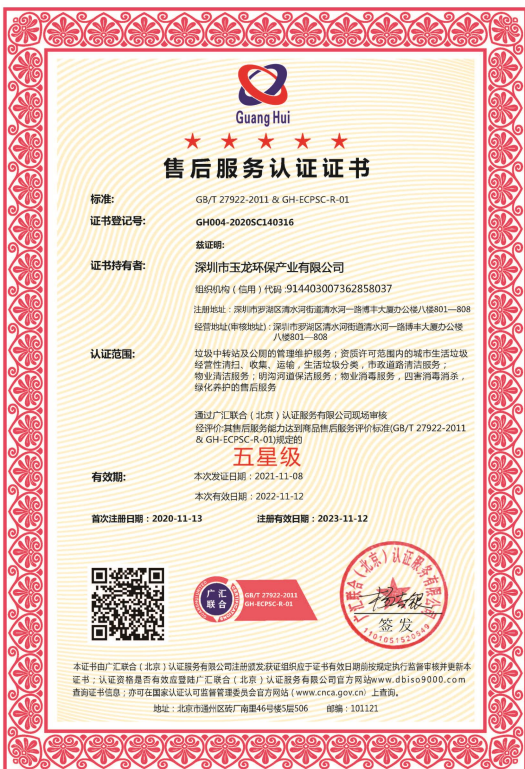 Guang Hui
售后服务认证证书
标准: GB/T 27922-2011 & GH-ECPSC-R-01
证书登记号: GH004-2020SC140316
兹证明:
证书持有者: 深圳市玉龙环保产业有限公司
组织机构（信用）代码:914403007362858037
注册地址：深圳市罗湖区清水河街道清水河一路博丰大厦办公楼八楼801—808
经营地址(审核地址)：深圳市罗湖区清水河街道清水河一路博丰大厦办公楼
八楼801—808
认证范围: 垃圾中转站及公厕的管理维护服务；资质许可范围内的城市生活垃圾
经营性清扫、收集、运输，生活垃圾分类，市政道路清洁服务；
物业清洁服务；明沟河道保洁服务；物业消毒服务，四害消毒消杀，
绿化养护的售后服务
通过广汇联合（北京）认证服务有限公司现场审核
经评价:其售后服务能力达到商品售后服务评价标准(GB/T 27922-2011
& GH-ECPSC-R-01)规定的
五星级
有效期: 本次发证日期：2021-11-08
本次有效日期：2022-11-12
首次注册日期：2020-11-13 注册有效日期：2023-11-12
广汇
联合
GB/T 27922-2011
GH-ECPSC-R-01
广汇联合（北京）认证服务有限公司
签发
1101051520549
本证书由广汇联合（北京）认证服务有限公司注册颁发;获证组织应于证书有效日期前按规定执行监督审核并更新本
证书；认证资格是否有效应登陆广汇联合（北京）认证服务有限公司官方网站www.dbiso9000.com
查询证书信息；亦可在国家认证认可监督管理委员会官方网站（www.cnca.gov.cn）上查询。
地址：北京市通州区砖厂南里46号楼5层506 邮编：101121